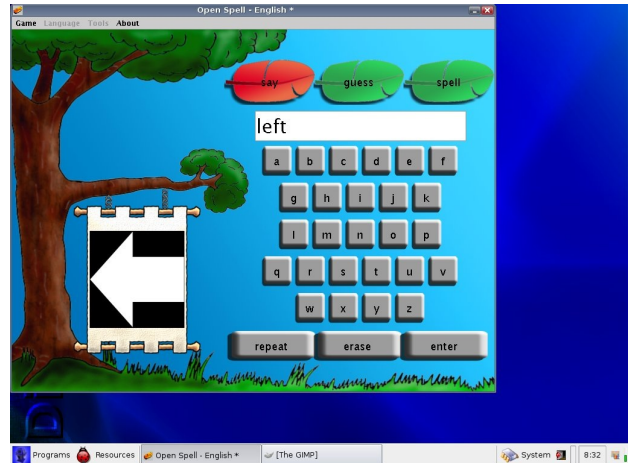 Open Spell - English *
Game Language Tools About
say guess spell
left
a b c d e f
g h i j k
l m n o p
q r s t u v
w x y z
repeat erase enter
Programs Resources Open Spell - English * [The GIMP] System 8:32